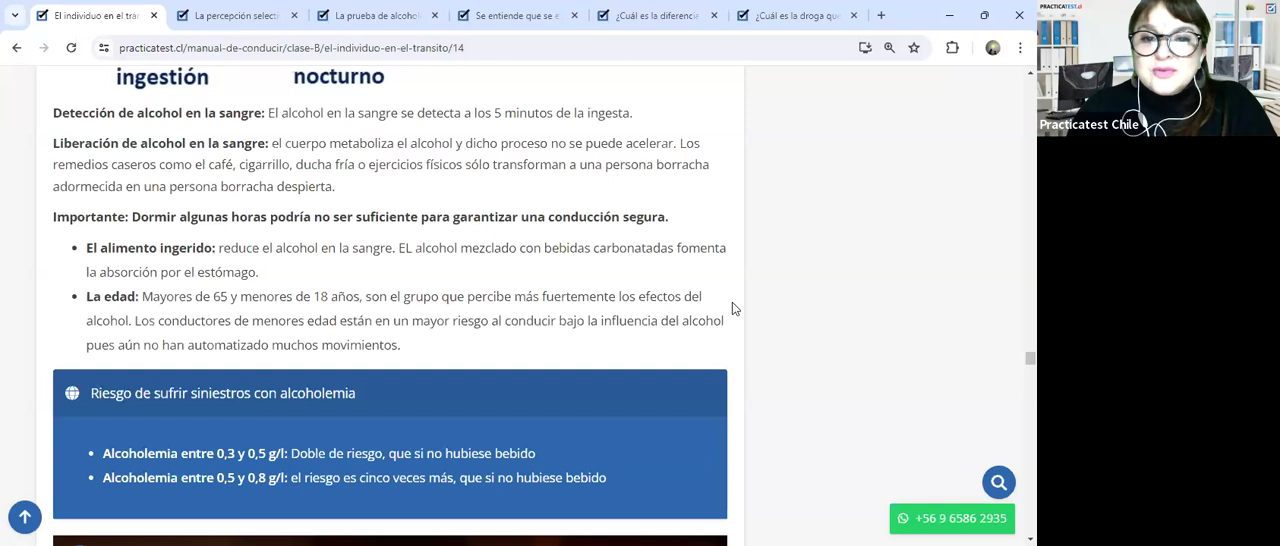 El individuo en el tra
La percepción selecti
mezclar alcohol
Se entiende que se e
¿Cuál es la diferencie
¿Cuál es la droga que
practicatest.cl/manual-de-conducir/clase-B/el-individuo-en-el-transito/#
PRACTICATEST.cl
ingestión nocturno
Detección de alcohol en la sangre: El alcohol en la sangre se detecta a los 5 minutos de la ingesta.
Liberación de alcohol en la sangre: el cuerpo metaboliza el alcohol y dicho proceso no se puede acelerar. Los
remedios caseros como el café, cigarrillo, ducha fría o ejercicios físicos sólo transforman a una persona borracha
adormecida en una persona borracha despierta.
Importante: Dormir algunas horas podría no ser suficiente para garantizar una conducción segura.
El alimento ingerido: reduce el alcohol en la sangre. EL alcohol mezclado con bebidas carbonatadas fomenta
la absorción por el estómago.
La edad: Mayores de 65 y menores de 18 años, son el grupo que percibe más fuertemente los efectos del
alcohol. Los conductores de menores edad están en un mayor riesgo al conducir bajo la influencia del alcohol
pues aún no han automatizado muchos movimientos.
Riesgo de sufrir siniestros con alcoholemia
Alcoholemia entre 0,3 y 0,5 g/l: Doble de riesgo, que si no hubiese bebido
Alcoholemia entre 0,5 y 0,8 g/l: el riesgo es cinco veces más, que si no hubiese bebido
+56 9 6586 2935
Practicatest Chile